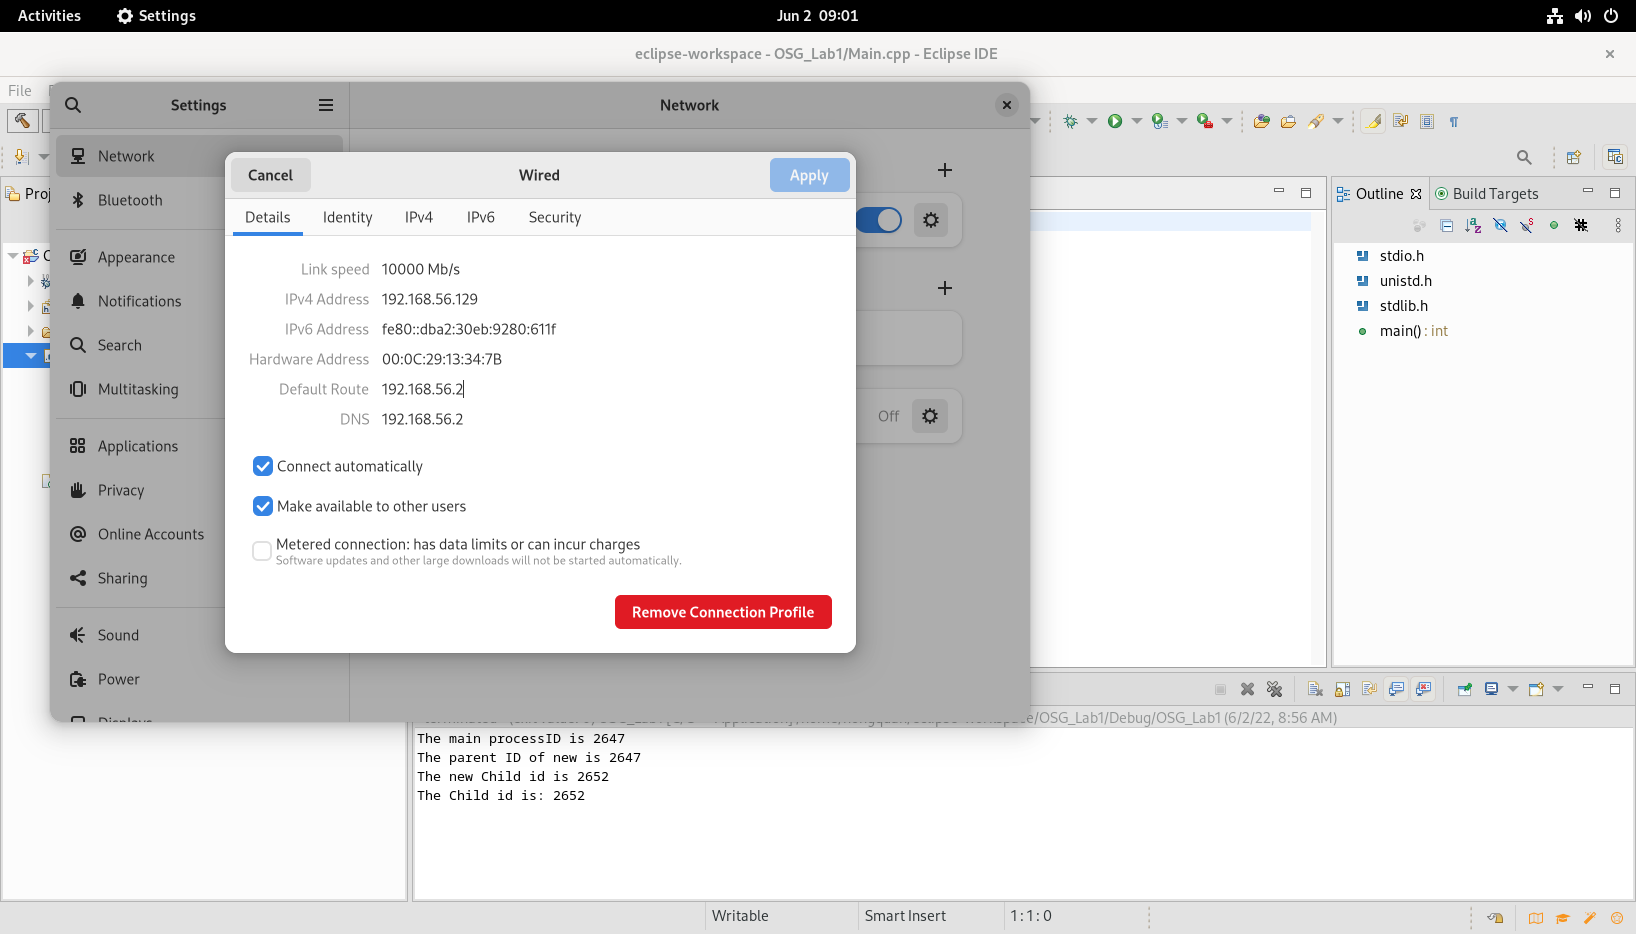 Activities
Settings
Jun 2 09:01
eclipse-workspace - OSG_Lab1/Main.cpp - Eclipse IDE
File
Settings
Network
Network
Bluetooth
Appearance
Notifications
Search
Multitasking
Applications
Privacy
Online Accounts
Sharing
Sound
Power
Displays
Cancel
Wired
Apply
Details
Identity
IPv4
IPv6
Security
Link speed 10000 Mb/s
IPv4 Address 192.168.56.129
IPv6 Address fe80::dba2:30eb:9280:611f
Hardware Address 00:0C:29:13:34:7B
Default Route 192.168.56.2
DNS 192.168.56.2
Connect automatically
Make available to other users
Metered connection: has data limits or can incur charges
Software updates and other large downloads will not be started automatically.
Remove Connection Profile
Off
Outline
Build Targets
stdio.h
unistd.h
stdlib.h
main() : int
/OSG_Lab1/Debug/OSG_Lab1 (6/2/22, 8:56 AM)
The main processID is 2647
The parent ID of new is 2647
The new Child id is 2652
The Child id is: 2652
Writable
Smart Insert
1 : 1 : 0